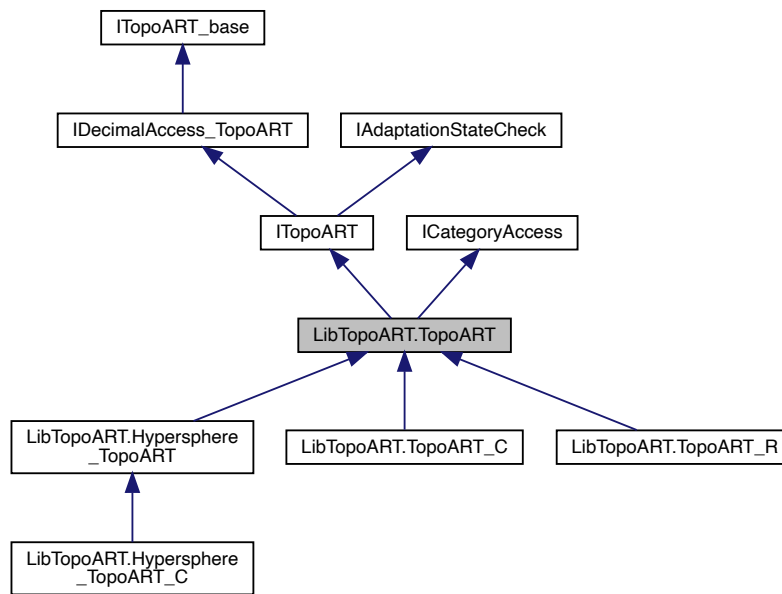 ITopoART_base
IDecimalAccess_TopoART
IAdaptationStateCheck
ITopoART
ICategoryAccess
LibTopoART.TopoART
LibTopoART.Hypersphere
_TopoART
LibTopoART.TopoART_C
LibTopoART.TopoART_R
LibTopoART.Hypersphere
_TopoART_C